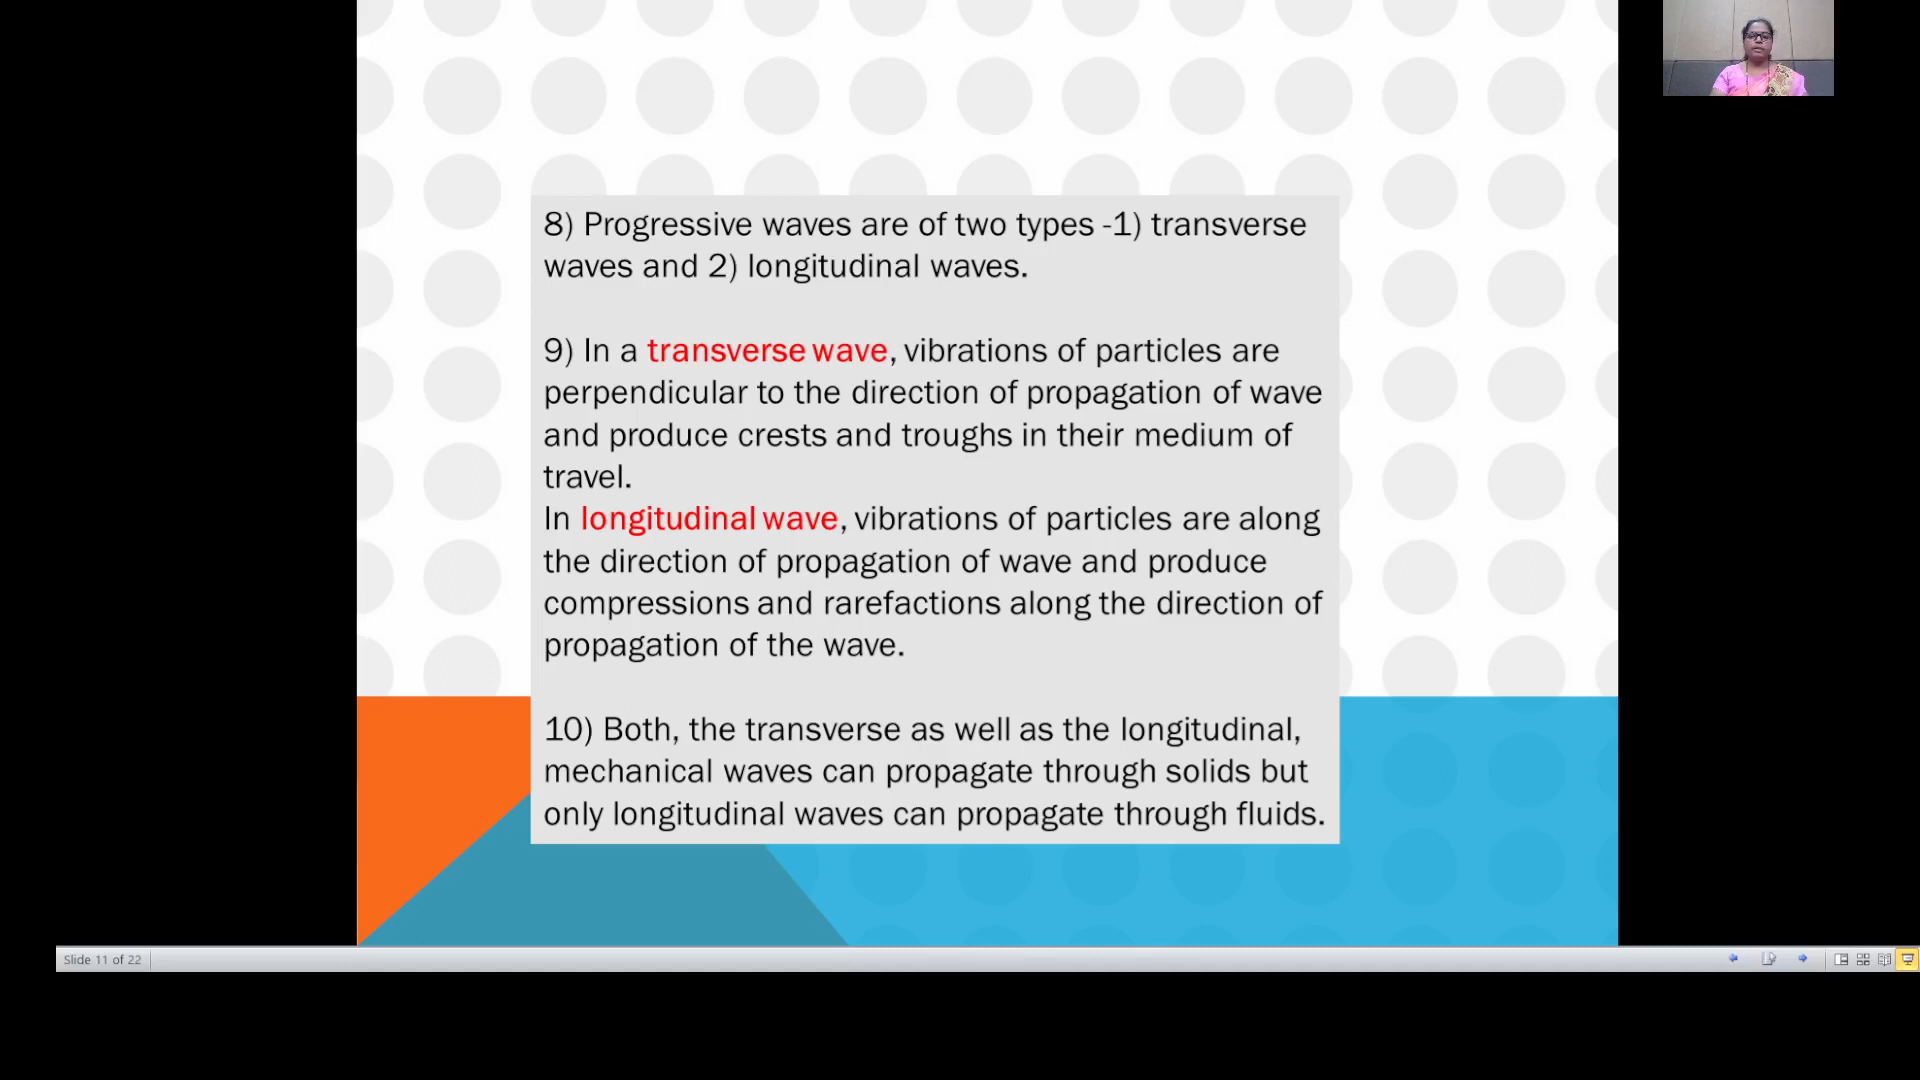 8) Progressive waves are of two types -1) transverse
waves and 2) longitudinal waves.
9) In a transverse wave, vibrations of particles are
perpendicular to the direction of propagation of wave
and produce crests and troughs in their medium of
travel.
In longitudinal wave, vibrations of particles are along
the direction of propagation of wave and produce
compressions and rarefactions along the direction of
propagation of the wave.
10) Both, the transverse as well as the longitudinal,
mechanical waves can propagate through solids but
only longitudinal waves can propagate through fluids.
Slide 11 of 22